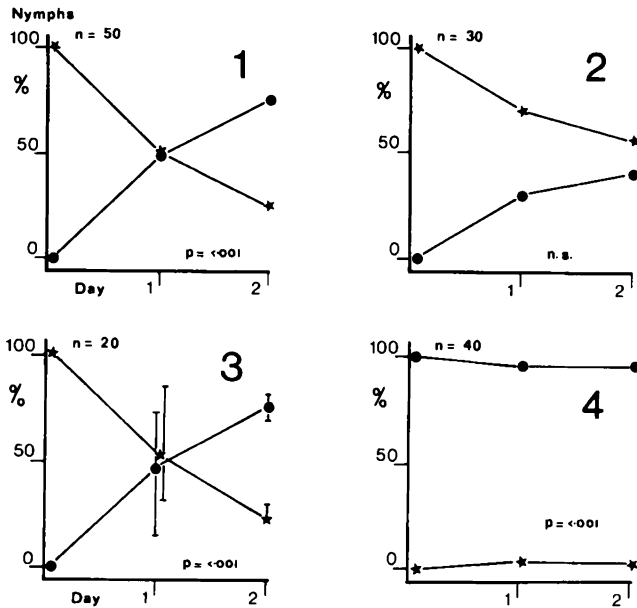 Nymphs
100
n = 50
1
%
50
0
p = <·001
Day
1
2
100
n = 30
2
%
50
0
n. s.
1
2
100
n = 20
3
%
50
0
p = <·001
Day
1
2
100
n = 40
4
%
50
p = <·001
0
1
2